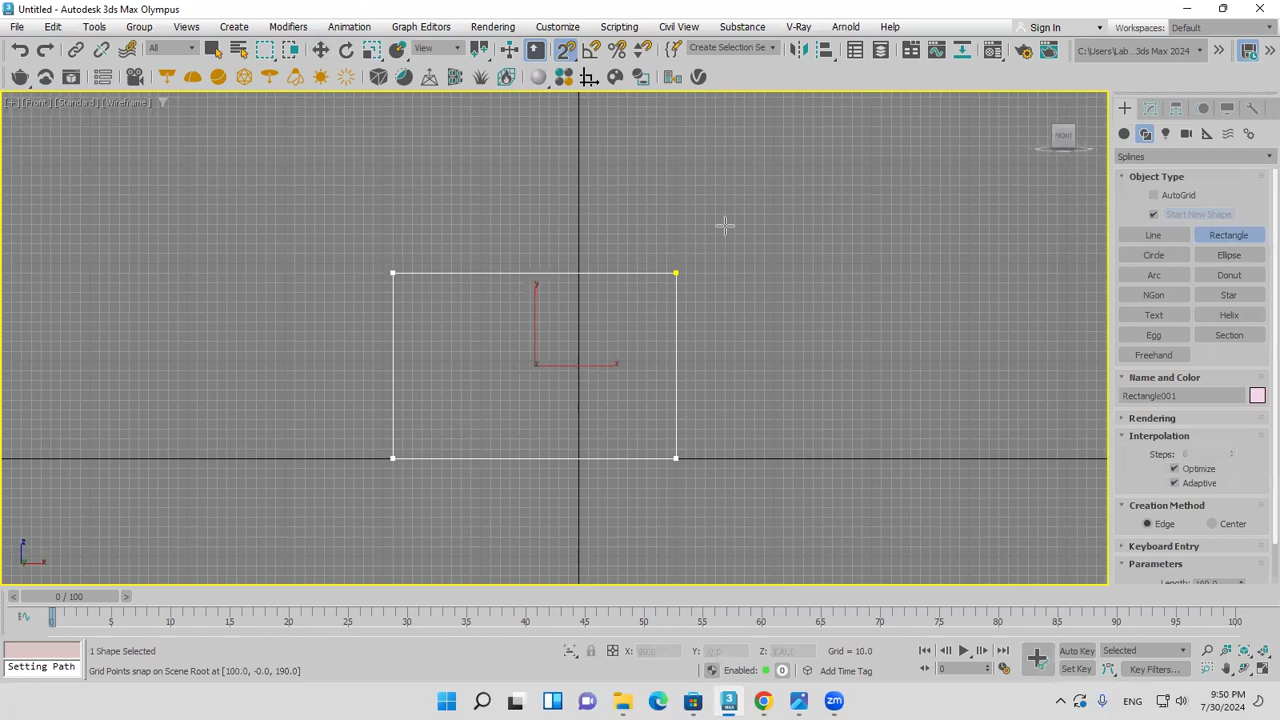 Untitled - Autodesk 3ds Max Olympus
File Edit Tools Group Views Create Modifiers Animation Graph Editors Rendering Customize Scripting Civil View Substance V-Ray Arnold Help Sign In Workspaces: Default
All View Create Selection Se C:\Users\Lab...3ds Max 2024
[+] [Front] [Standard] [Wireframe]
FRONT
Splines
Object Type
AutoGrid
Start New Shape
Line Rectangle
Circle Ellipse
Arc Donut
NGon Star
Text Helix
Egg Section
Freehand
Name and Color
Rectangle001
Rendering
Interpolation
Steps: 6
Optimize
Adaptive
Creation Method
Edge Center
Keyboard Entry
Parameters
y
x
z
z
x
0 / 100
0 5 10 15 20 25 30 35 40 45 50 55 60 65 70 75 80 85 90 95 100
1 Shape Selected X: Y: Z: Grid = 10.0 Auto Key Selected
Setting Path Grid Points snap on Scene Root at [100.0, -0.0, 190.0] Enabled: Add Time Tag 0 Set Key Key Filters...
ENG 9:50 PM
7/30/2024